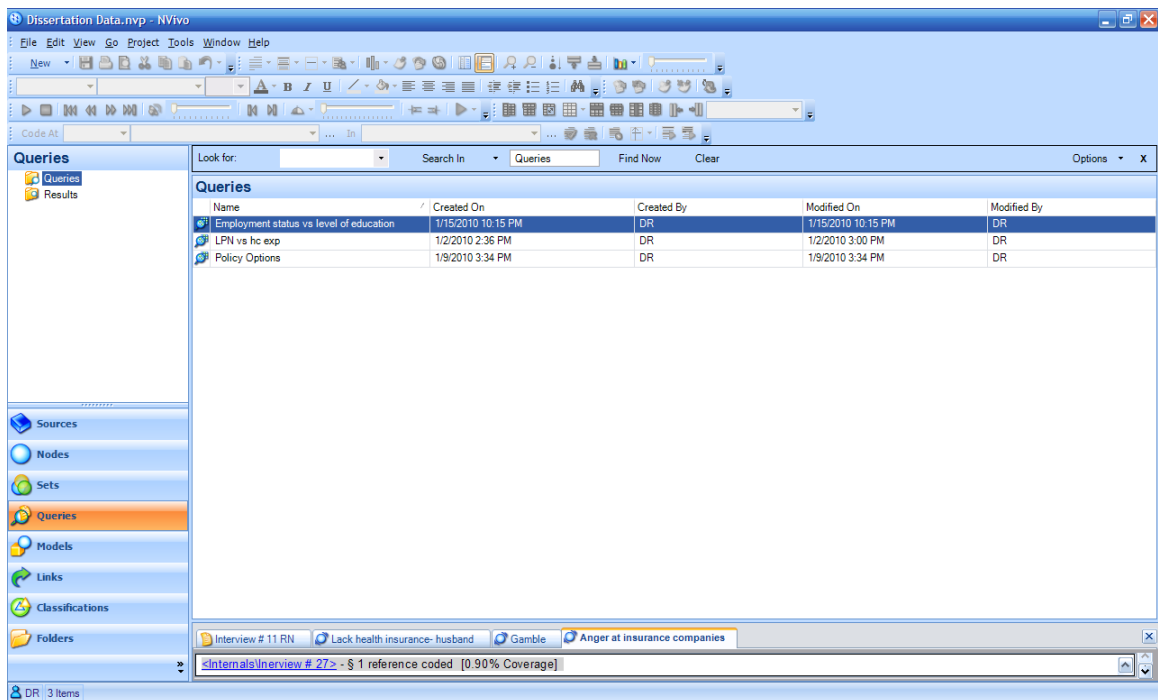 Dissertation Data.nvp - NVivo
File Edit View Go Project Tools Window Help
New
A B I U
Code At ... In ...
Queries
Queries
Results
Look for: Search In Queries Find Now Clear Options X
Queries
Name Created On Created By Modified On Modified By
Employment status vs level of education 1/15/2010 10:15 PM DR 1/15/2010 10:15 PM DR
LPN vs hc exp 1/2/2010 2:36 PM DR 1/2/2010 3:00 PM DR
Policy Options 1/9/2010 3:34 PM DR 1/9/2010 3:34 PM DR
Sources
Nodes
Sets
Queries
Models
Links
Classifications
Folders
Interview # 11 RN Lack health insurance- husband Gamble Anger at insurance companies
<Internals\Inerview # 27> - § 1 reference coded [0.90% Coverage]
DR 3 Items